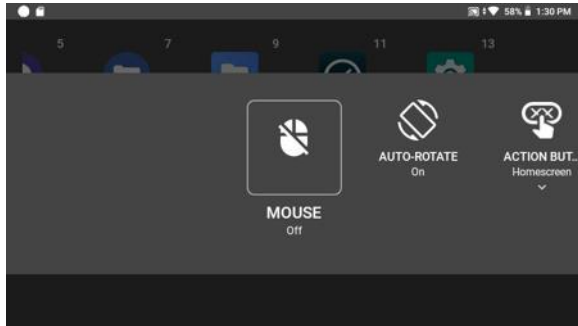 58% 1:30 PM
5 7 9 11 13
AUTO-ROTATE
On
ACTION BUT...
Homescreen
MOUSE
Off